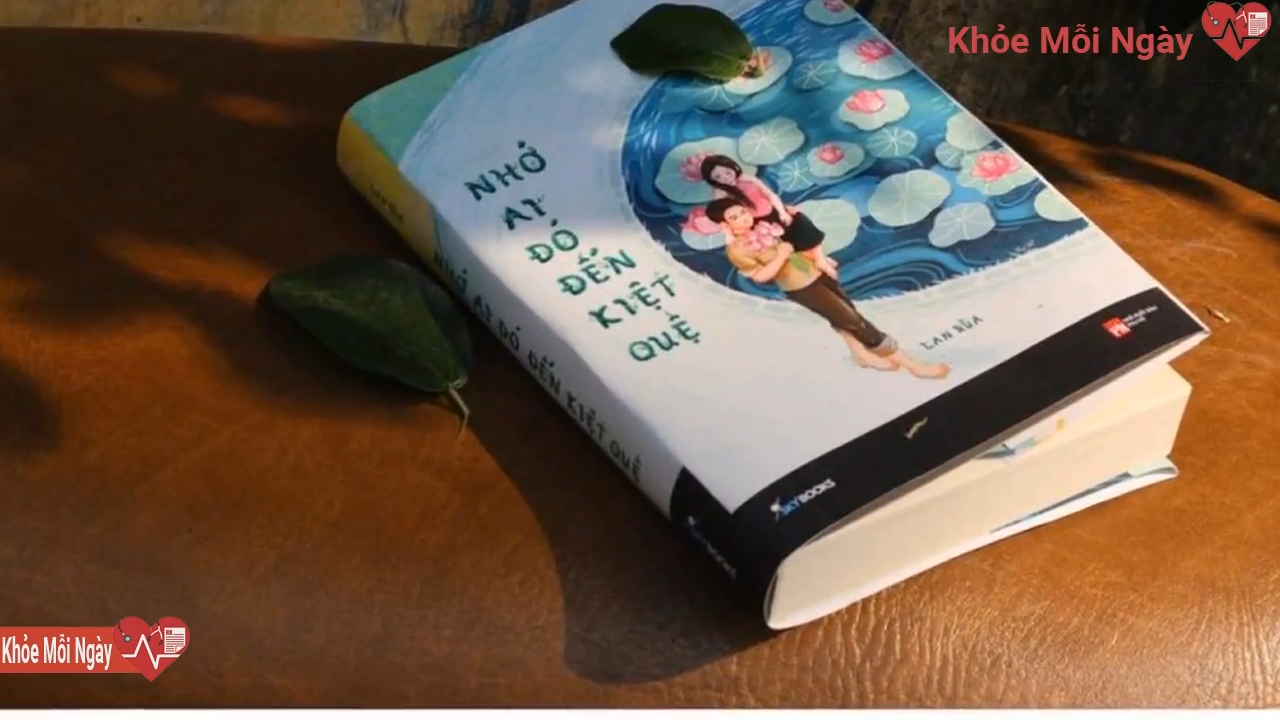 Khỏe Mỗi Ngày
NHỚ
AI
ĐÓ
ĐẾN
KIỆT
QUỆ
LAN RÙA
NHỚ AI ĐÓ ĐẾN KIỆT QUỆ
SKYBOOKS
SKYBOOKS
Khỏe Mỗi Ngày